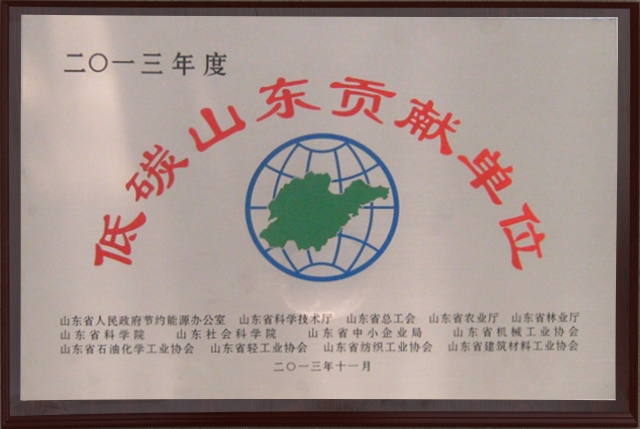 二〇一三年度
低碳山东贡献单位
山东省人民政府节约能源办公室 山东省科学技术厅 山东省总工会 山东省农业厅 山东省林业厅
山东省科学院 山东社会科学院 山东省中小企业局 山东省机械工业协会
山东省石油化学工业协会 山东省轻工业协会 山东省纺织工业协会 山东省建筑材料工业协会
二〇一三年十一月